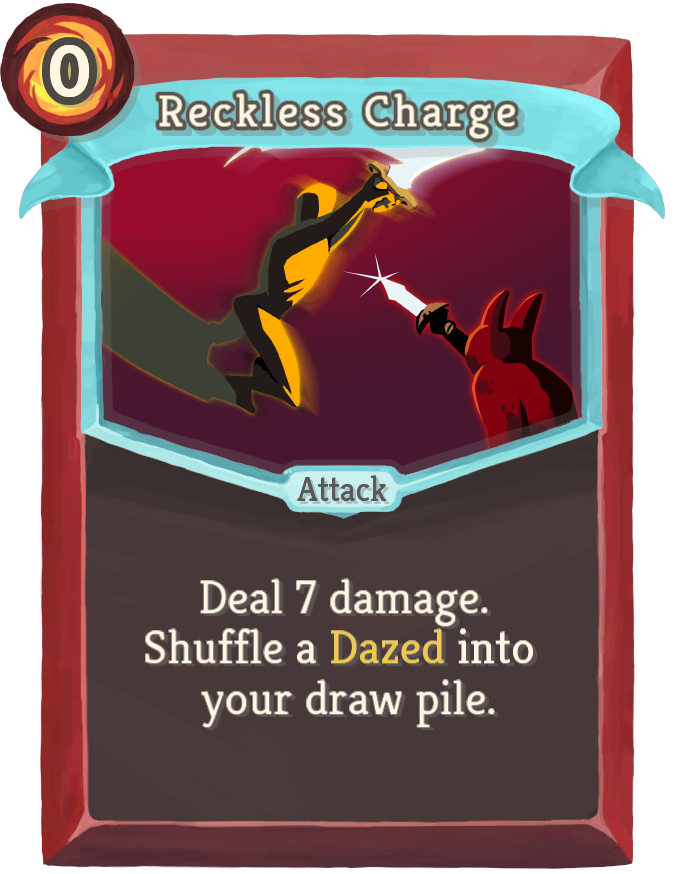 0
Reckless Charge
Attack
Deal 7 damage.
Shuffle a Dazed into
your draw pile.